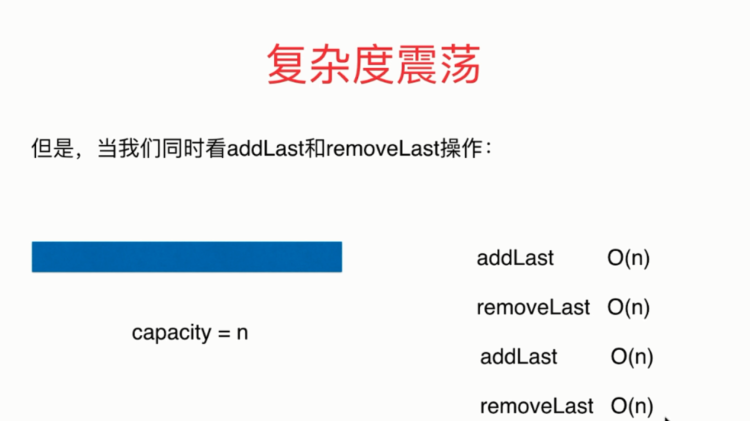 复杂度震荡
但是，当我们同时看addLast和removeLast操作：
addLast O(n)
removeLast O(n)
capacity = n
addLast O(n)
removeLast O(n)